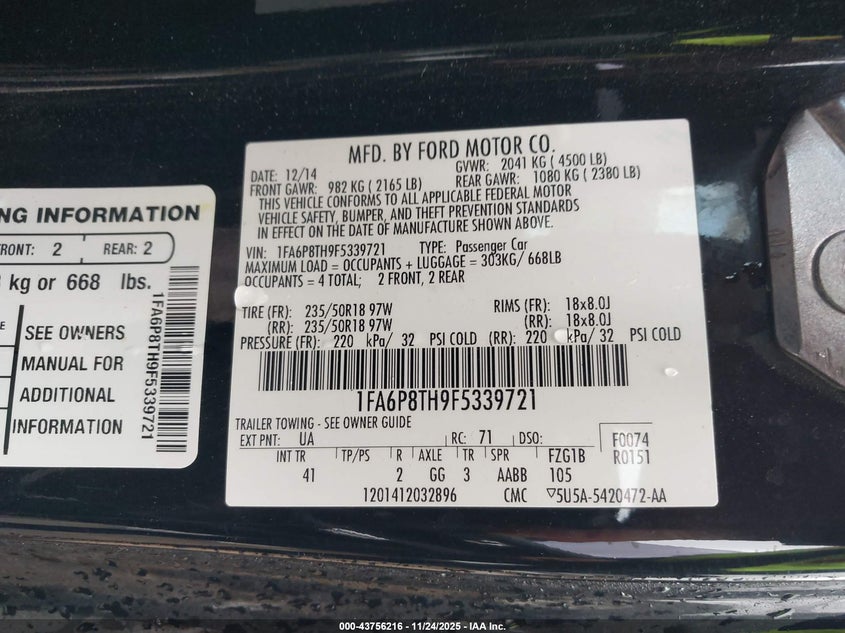 MFD. BY FORD MOTOR CO.
DATE: 12/14 GVWR: 2041 KG ( 4500 LB)
FRONT GAWR: 982 KG ( 2165 LB) REAR GAWR: 1080 KG ( 2380 LB)
THIS VEHICLE CONFORMS TO ALL APPLICABLE FEDERAL MOTOR
VEHICLE SAFETY, BUMPER, AND THEFT PREVENTION STANDARDS
IN EFFECT ON THE DATE OF MANUFACTURE SHOWN ABOVE.
VIN: 1FA6P8TH9F5339721 TYPE: Passenger Car
MAXIMUM LOAD = OCCUPANTS + LUGGAGE = 303KG/ 668LB
OCCUPANTS = 4 TOTAL; 2 FRONT, 2 REAR
TIRE (FR): 235/50R18 97W RIMS (FR): 18x8.0J
(RR): 235/50R18 97W (RR): 18x8.0J
PRESSURE (FR): 220 kPa/ 32 PSI COLD (RR): 220 kPa/ 32 PSI COLD
1FA6P8TH9F5339721
TRAILER TOWING - SEE OWNER GUIDE
EXT PNT: UA RC: 71 DSO: F0074
INT TR TP/PS R AXLE TR SPR FZG1B R0151
41 2 GG 3 AABB 105
1201412032896 CMC ▽5U5A-5420472-AA
NG INFORMATION
FRONT: 2 REAR: 2
kg or 668 lbs.
SEE OWNERS
MANUAL FOR
ADDITIONAL
INFORMATION
1FA6P8TH9F5339721
000-43756216 - 11/24/2025 - IAA Inc.